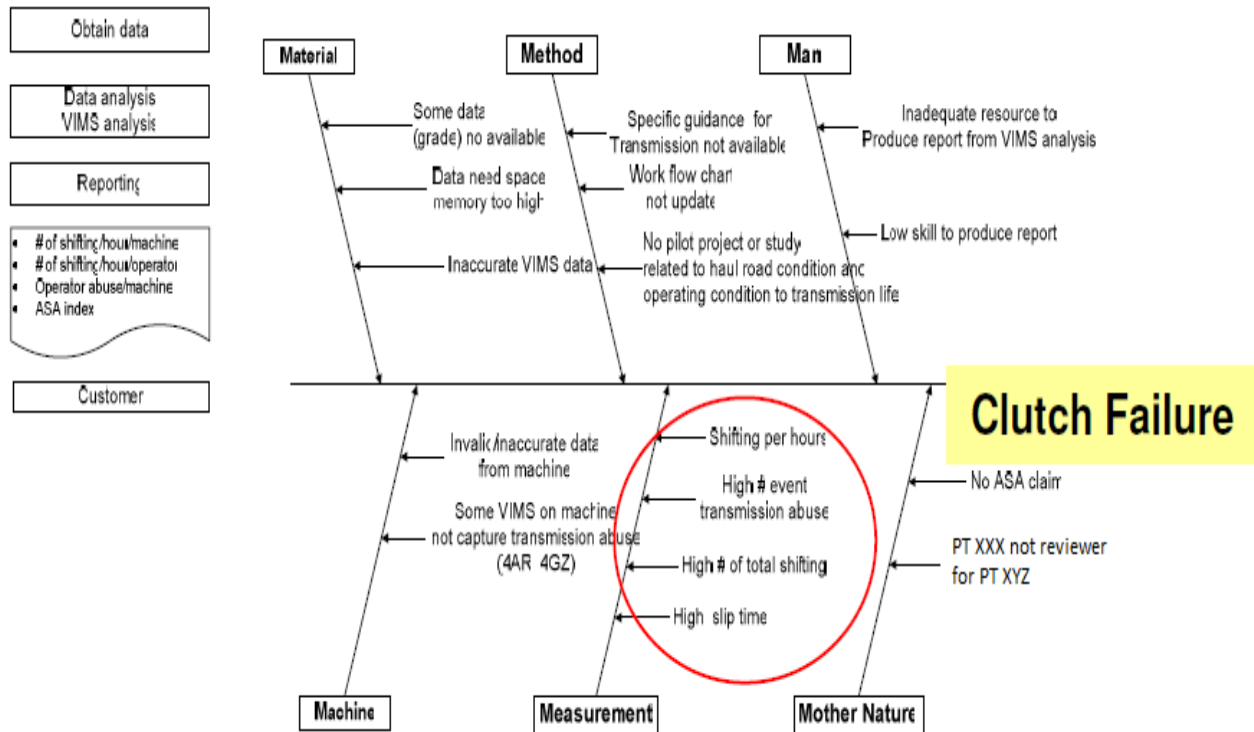 Obtain data
Data analysis
VIMS analysis
Reporting
# of shifting/hour/machine
# of shifting/hour/operator
Operator abuse/machine
ASA index
Customer
Material
Some data
(grade) no available
Data need space
memory too high
Inaccurate VIMS data
Method
Specific guidance for
Transmission not available
Work flow chart
not update
No pilot project or study
related to haul road condition and
operating condition to transmission life
Man
Inadequate resource to
Produce report from VIMS analysis
Low skill to produce report
Clutch Failure
Invalid/inaccurate data
from machine
Some VIMS on machine
not capture transmission abuse
(4AR 4GZ)
Machine
Shifting per hours
High # event
transmission abuse
High # of total shifting
High slip time
Measurement
No ASA claim
PT XXX not reviewer
for PT XYZ
Mother Nature